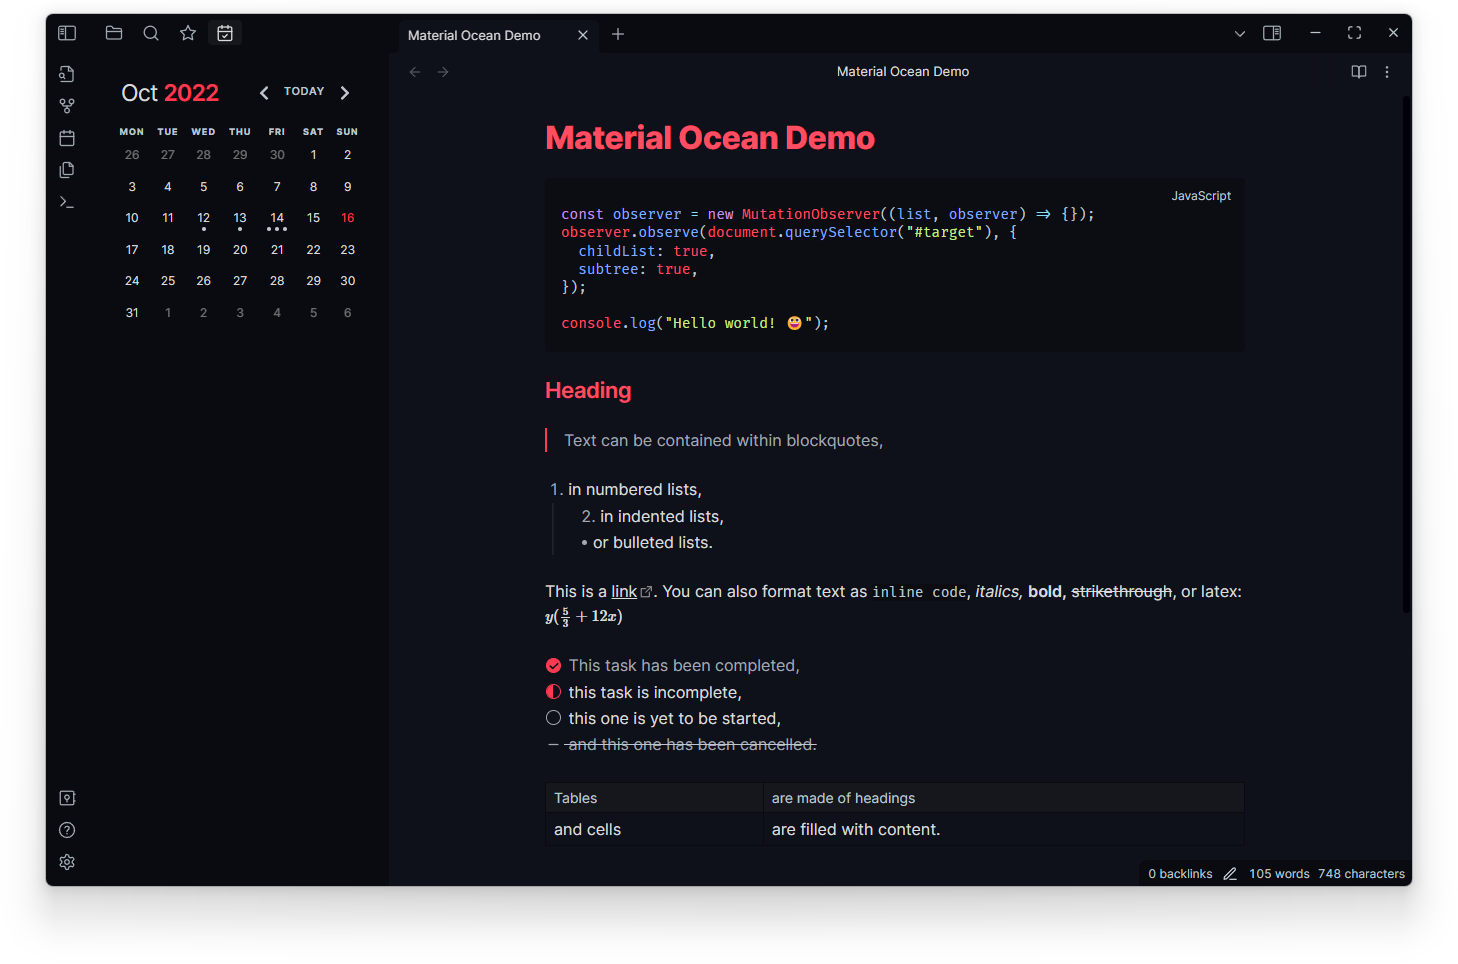 Material Ocean Demo
Material Ocean Demo
Oct 2022
TODAY
MON TUE WED THU FRI SAT SUN
26 27 28 29 30 1 2
3 4 5 6 7 8 9
10 11 12 13 14 15 16
17 18 19 20 21 22 23
24 25 26 27 28 29 30
31 1 2 3 4 5 6
Material Ocean Demo
JavaScript
const observer = new MutationObserver((list, observer) => {});
observer.observe(document.querySelector("#target"), {
  childList: true,
  subtree: true,
});
console.log("Hello world! 😀");
Heading
Text can be contained within blockquotes,
1. in numbered lists,
2. in indented lists,
• or bulleted lists.
This is a link. You can also format text as inline code, italics, bold, strikethrough, or latex:
y(5/3 + 12x)
This task has been completed,
this task is incomplete,
this one is yet to be started,
and this one has been cancelled.
Tables are made of headings
and cells are filled with content.
0 backlinks 105 words 748 characters